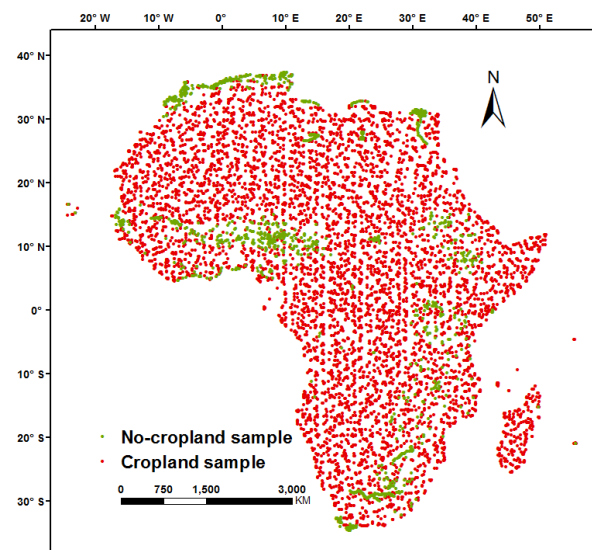 20° W 10° W 0° 10° E 20° E 30° E 40° E 50° E
40° N
N
30° N
20° N
10° N
0°
10° S
20° S
30° S
No-cropland sample
Cropland sample
0 750 1,500 3,000
KM